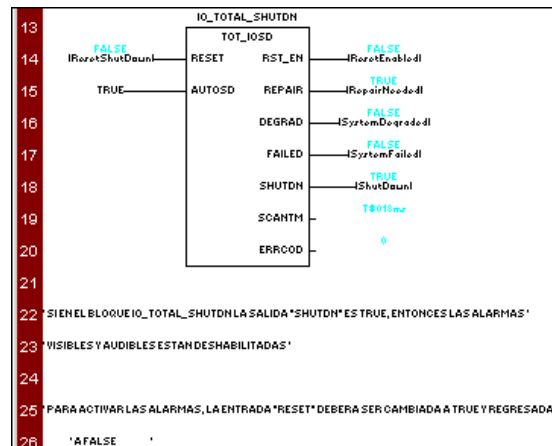 IO_TOTAL_SHUTDN
13
TOT_IOSD
FALSE FALSE
14 |ResetShutDown| RESET RST_EN |ResetEnabled|
TRUE
15 TRUE AUTOSD REPAIR |RepairNeeded|
FALSE
16 DEGRAD |SystemDegraded|
FALSE
17 FAILED |SystemFailed|
TRUE
18 SHUTDN |ShutDown|
T#018ms
19 SCANTM
0
20 ERRCOD
21
22 'SI EN EL BLOQUE IO_TOTAL_SHUTDN LA SALIDA "SHUTDN" ES TRUE, ENTONCES LAS ALARMAS'
23 'VISIBLES Y AUDIBLES ESTAN DESHABILITADAS'
24
25 'PARA ACTIVAR LAS ALARMAS, LA ENTRADA "RESET" DEBERA SER CAMBIADA A TRUE Y REGRESADA
26 'A FALSE '